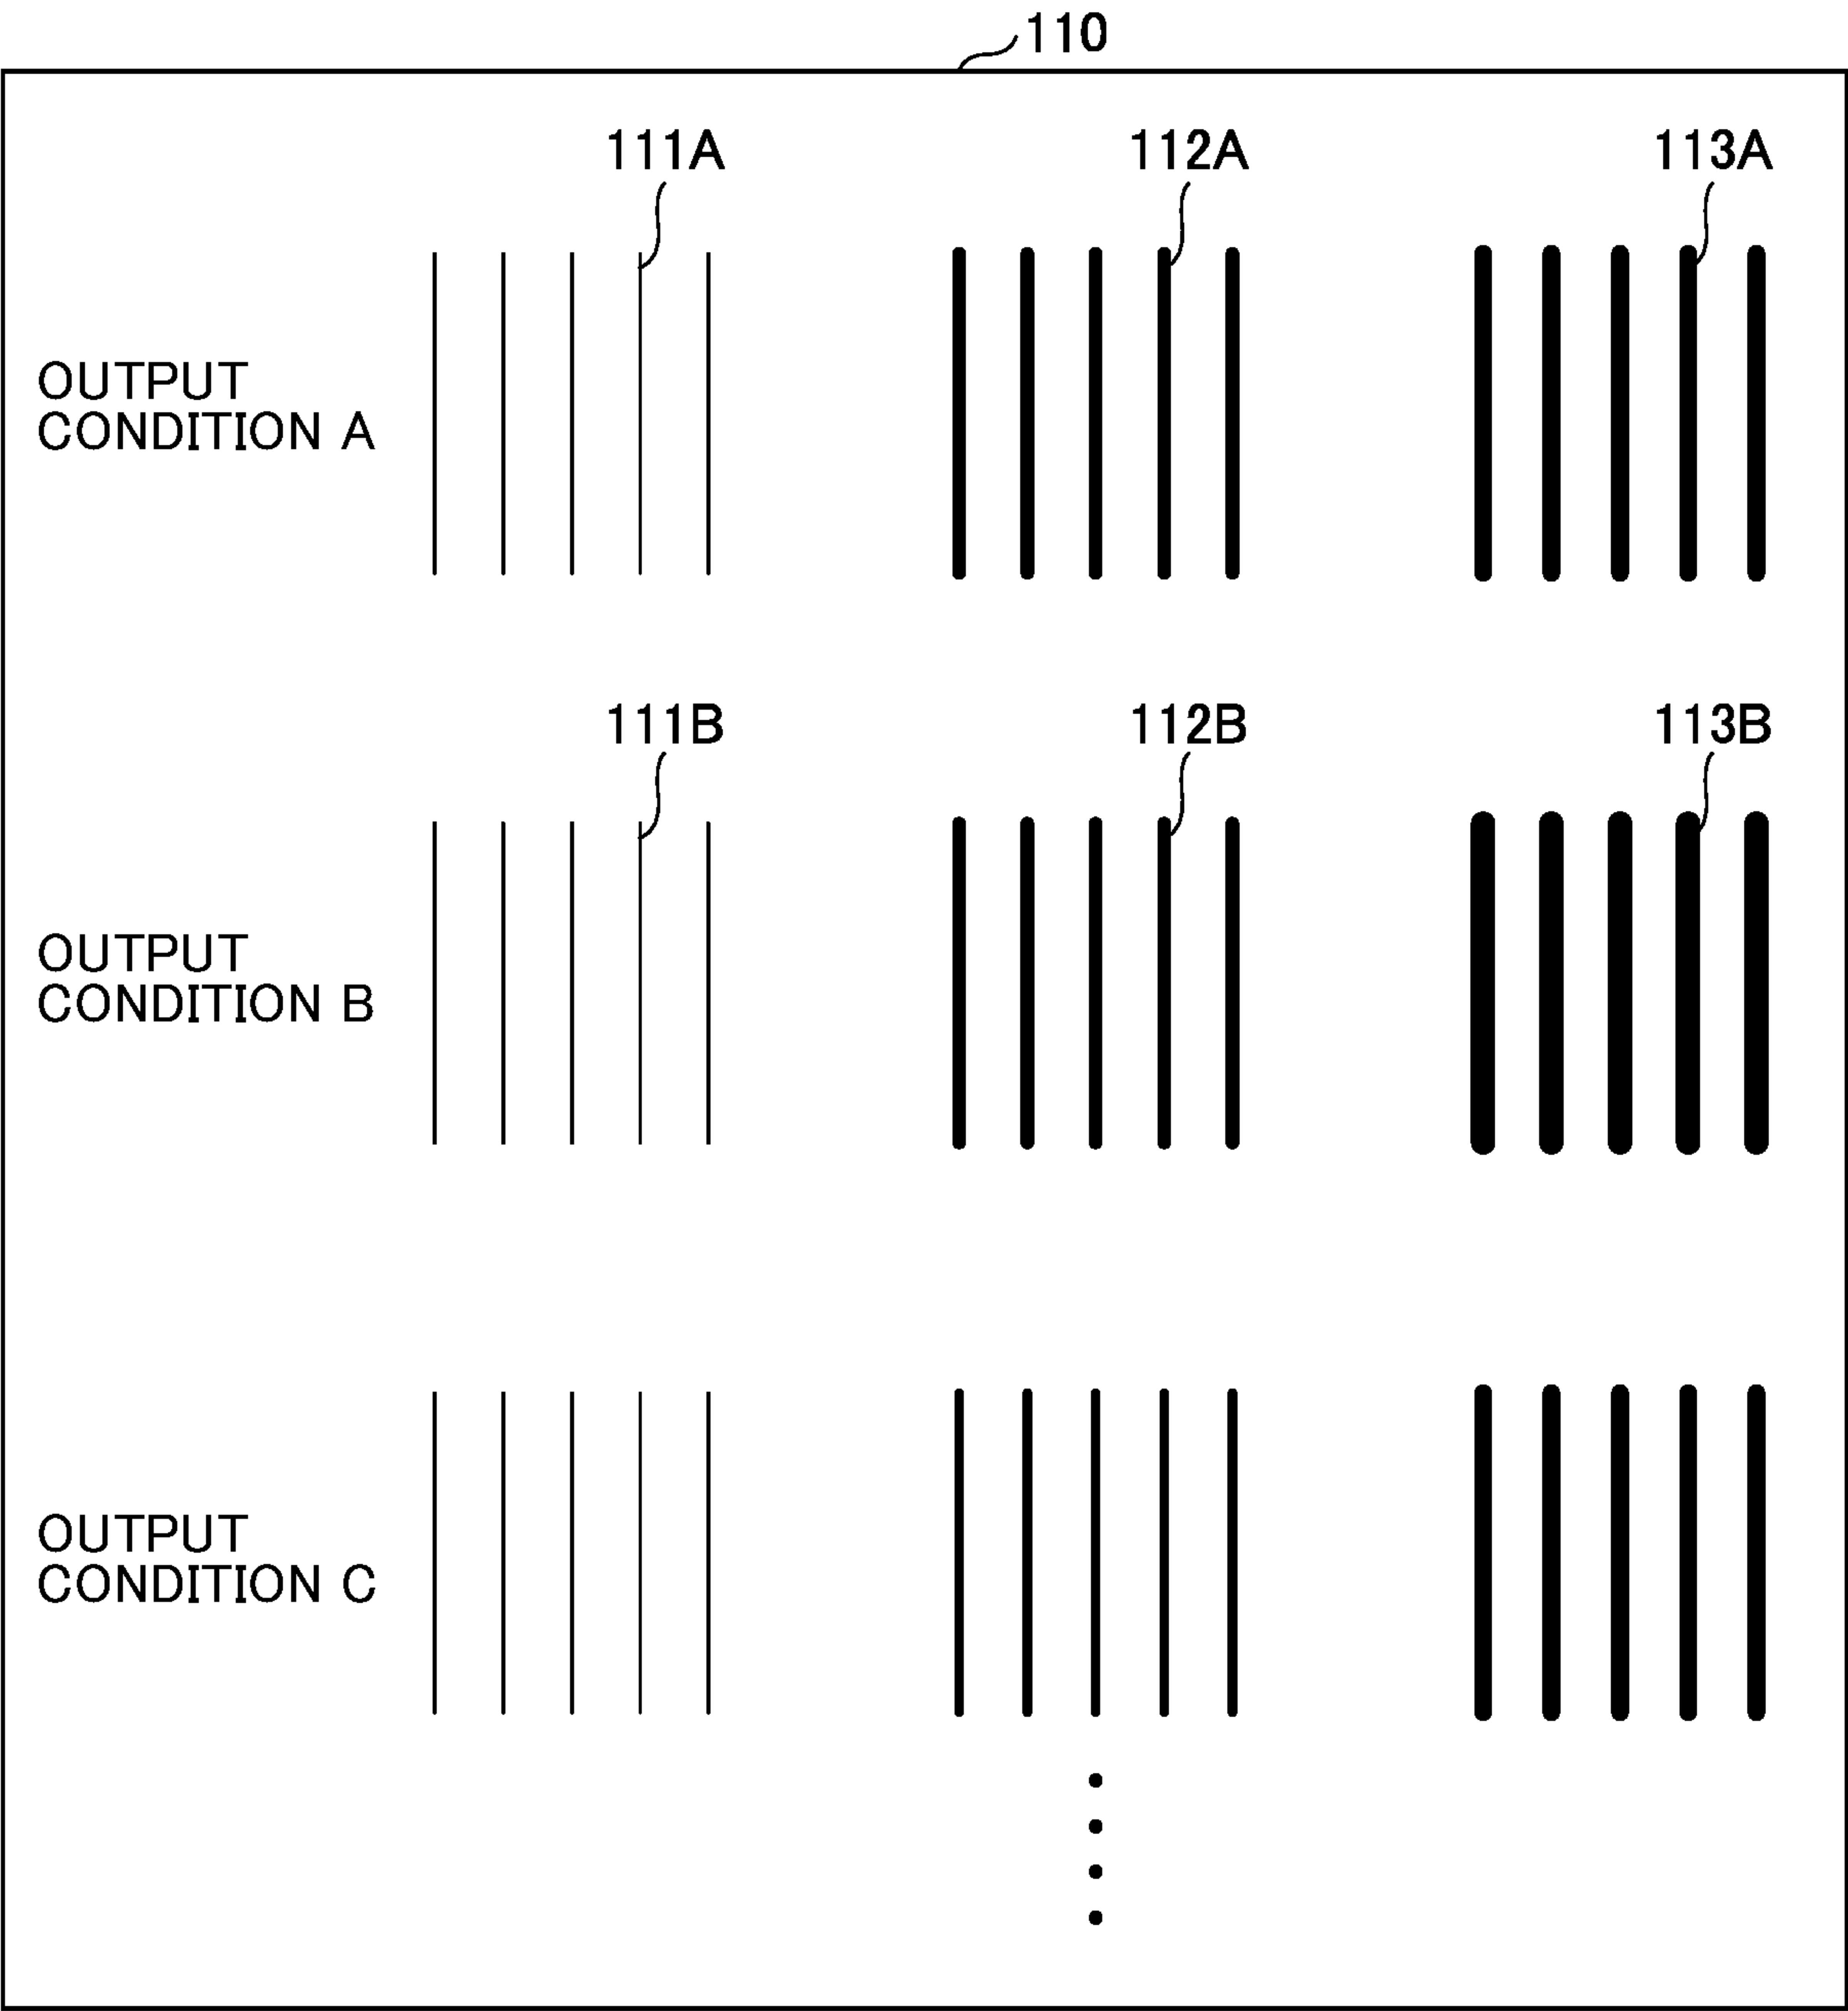 110
111A
112A
113A
OUTPUT
CONDITION A
111B
112B
113B
OUTPUT
CONDITION B
OUTPUT
CONDITION C